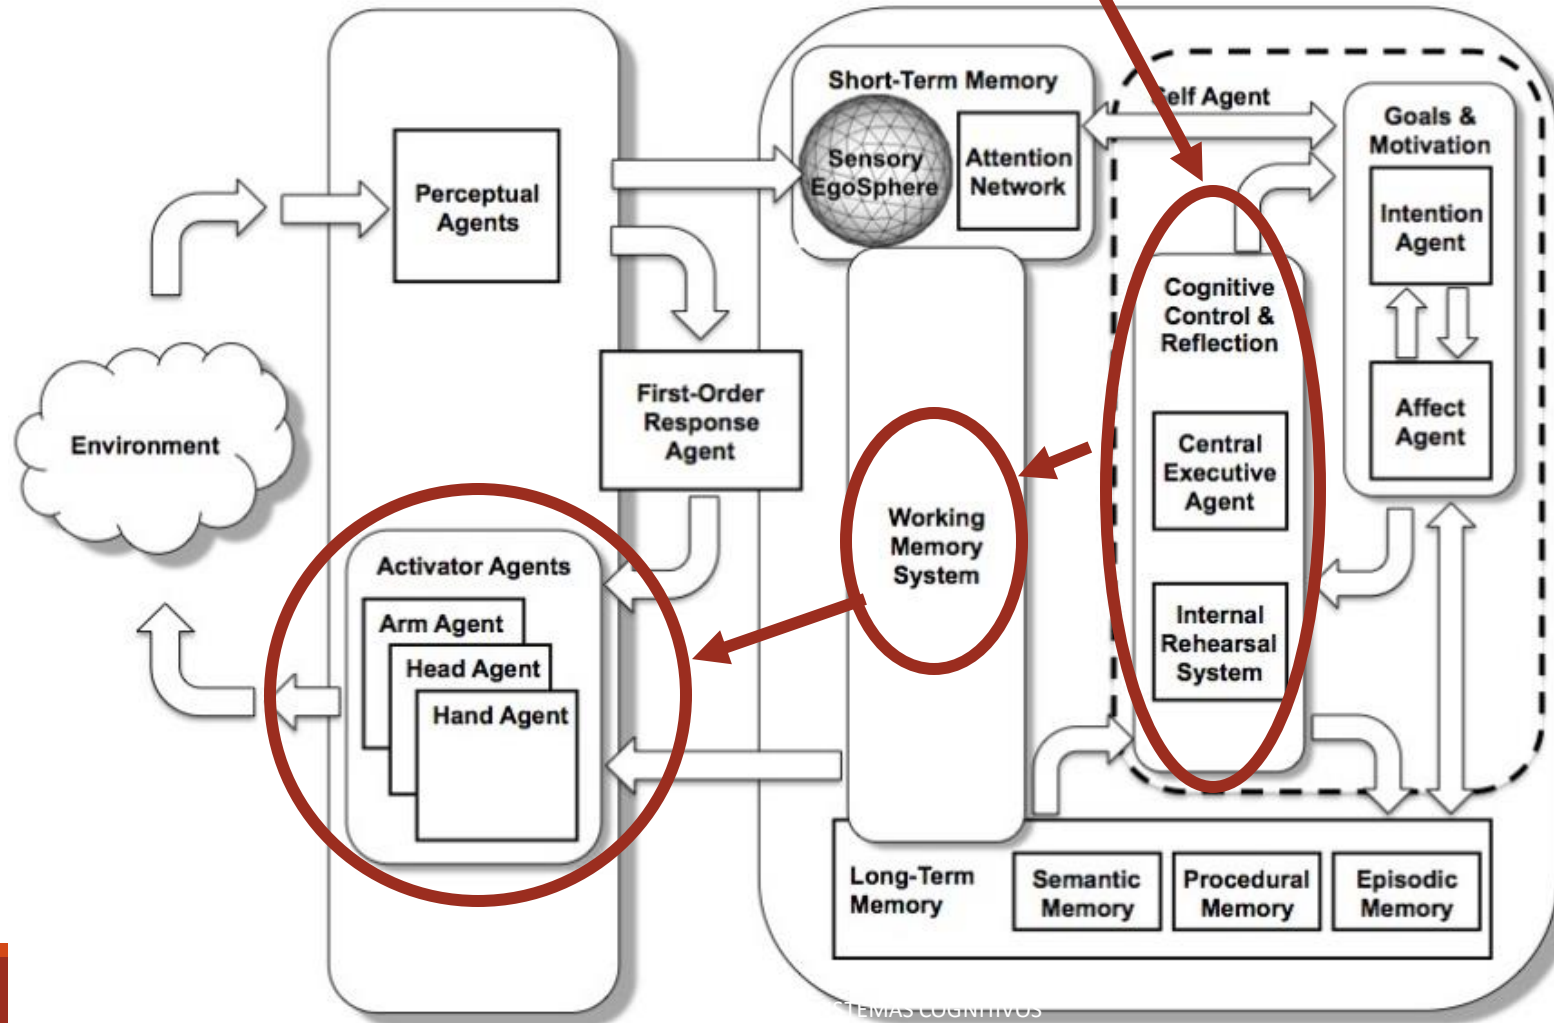 Short-Term Memory
Sensory
EgoSphere
Attention
Network
Self Agent
Goals &
Motivation
Intention
Agent
Affect
Agent
Perceptual
Agents
Cognitive
Control &
Reflection
Central
Executive
Agent
Internal
Rehearsal
System
First-Order
Response
Agent
Environment
Working
Memory
System
Activator Agents
Arm Agent
Head Agent
Hand Agent
Long-Term
Memory
Semantic
Memory
Procedural
Memory
Episodic
Memory
COGNITIVOS